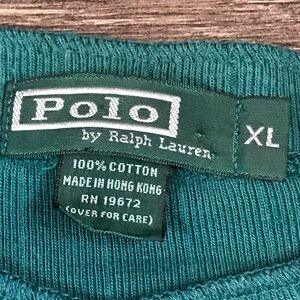 Polo
by Ralph Lauren
XL
100% COTTON
MADE IN HONG KONG
RN 19672
(OVER FOR CARE)